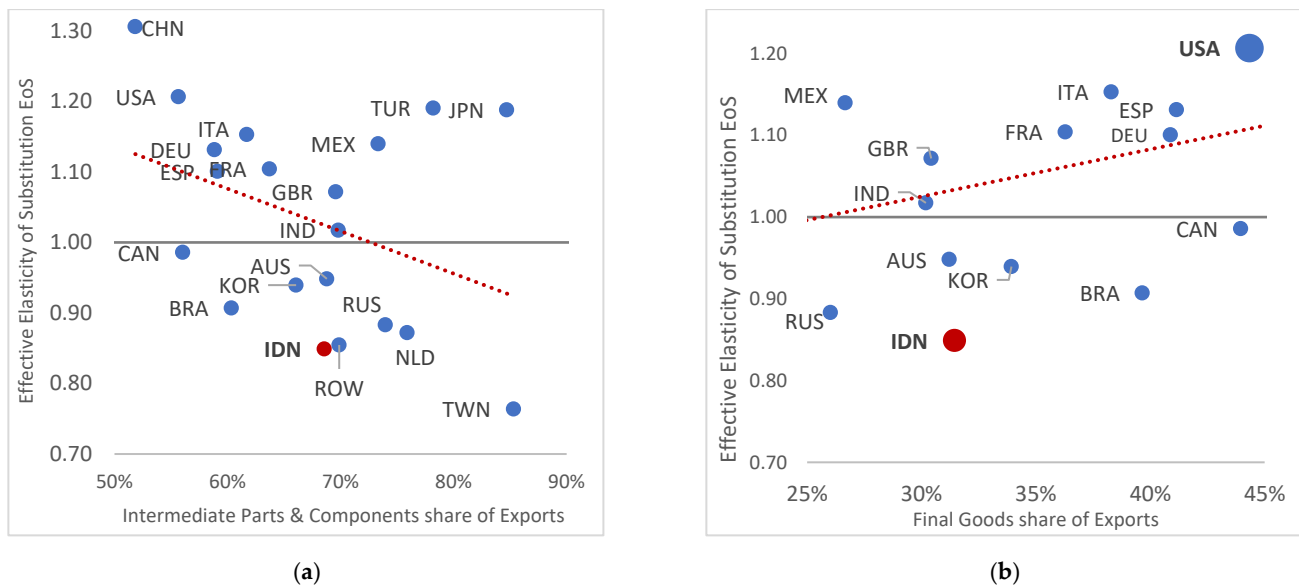 Effective Elasticity of Substitution EoS
1.30
1.20
1.10
1.00
0.90
0.80
0.70
CHN
USA
TUR
JPN
ITA
MEX
DEU
ESP
FRA
GBR
IND
CAN
AUS
KOR
RUS
BRA
IDN
NLD
ROW
TWN
50%
60%
70%
80%
90%
Intermediate Parts & Components share of Exports
(a)
Effective Elasticity of Substitution EoS
1.20
1.10
1.00
0.90
0.80
0.70
USA
MEX
ITA
ESP
FRA
DEU
GBR
IND
CAN
AUS
KOR
BRA
RUS
IDN
25%
30%
35%
40%
45%
Final Goods share of Exports
(b)